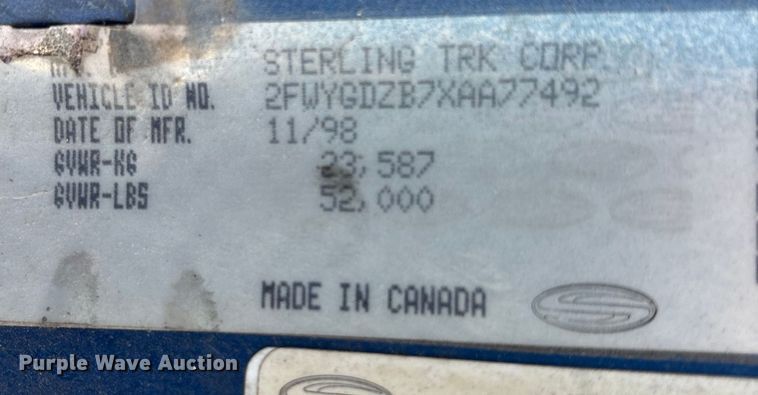 STERLING TRK CORP.
VEHICLE ID NO. 2FWYGDZB7XAA77492
DATE OF MFR. 11/98
GVWR-KG 23,587
GVWR-LBS 52,000
MADE IN CANADA
Purple Wave Auction